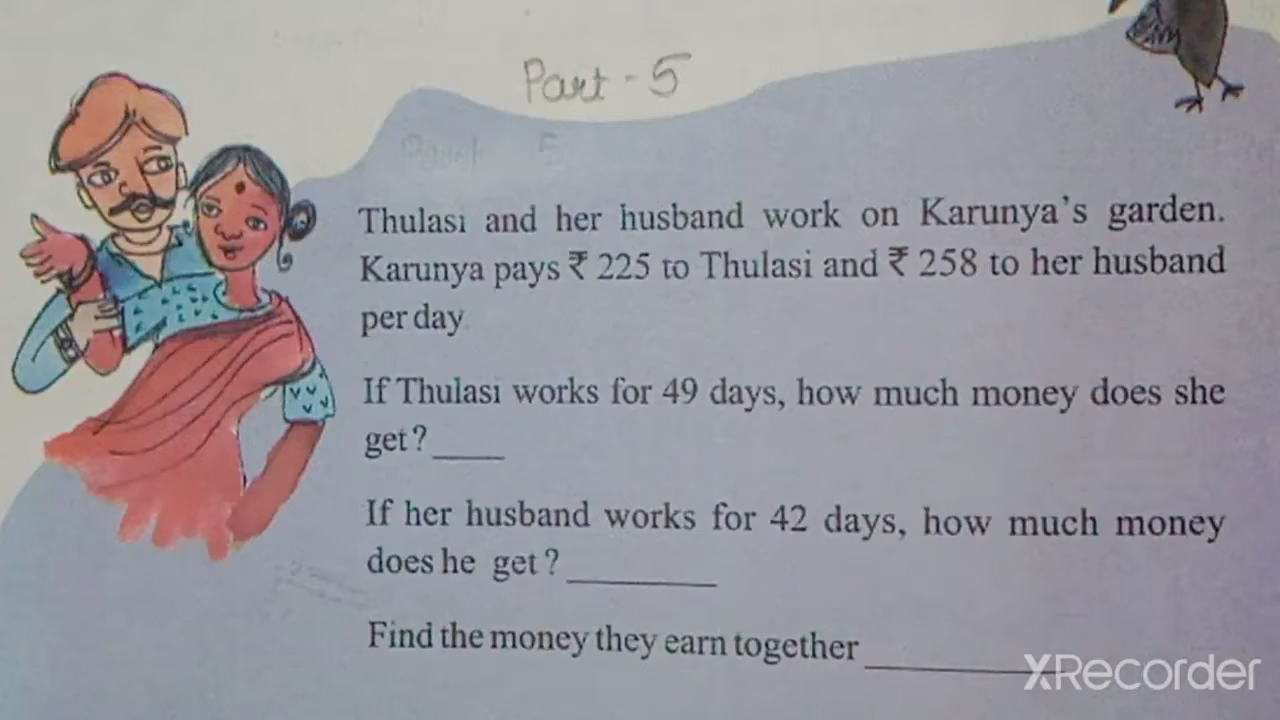 Part - 5
Thulasi and her husband work on Karunya's garden.
Karunya pays ₹ 225 to Thulasi and ₹ 258 to her husband
per day
If Thulasi works for 49 days, how much money does she
get? ____
If her husband works for 42 days, how much money
does he get? ________
Find the money they earn together __________
XRecorder